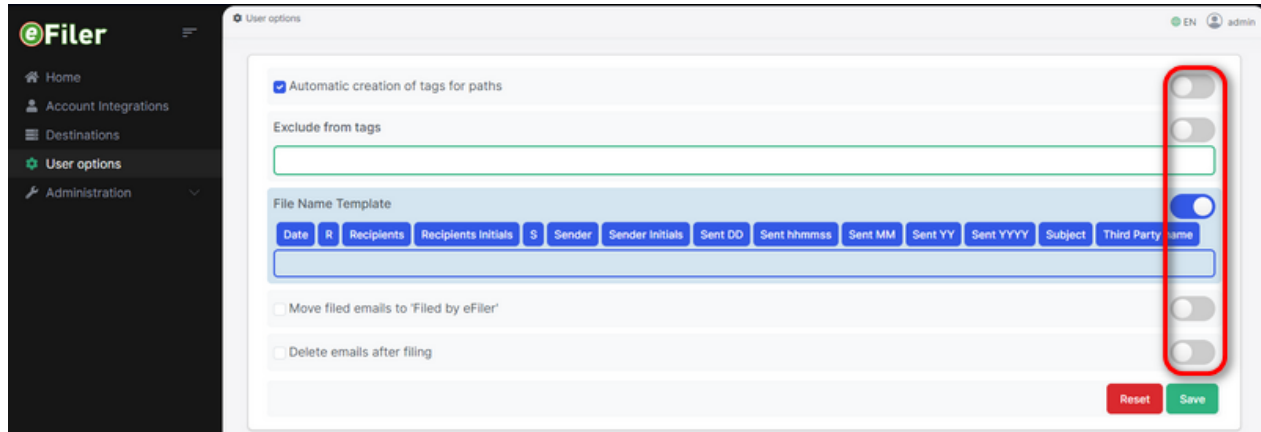 eFiler
User options
EN admin
Home
Account Integrations
Destinations
User options
Administration
Automatic creation of tags for paths
Exclude from tags
File Name Template
Date R Recipients Recipients Initials S Sender Sender Initials Sent DD Sent hhmmss Sent MM Sent YY Sent YYYY Subject Third Party name
Move filed emails to 'Filed by eFiler'
Delete emails after filing
Reset Save